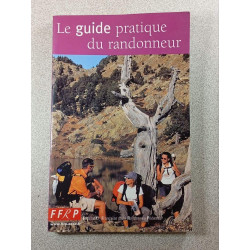 Le guide pratique
du randonneur
FFRP